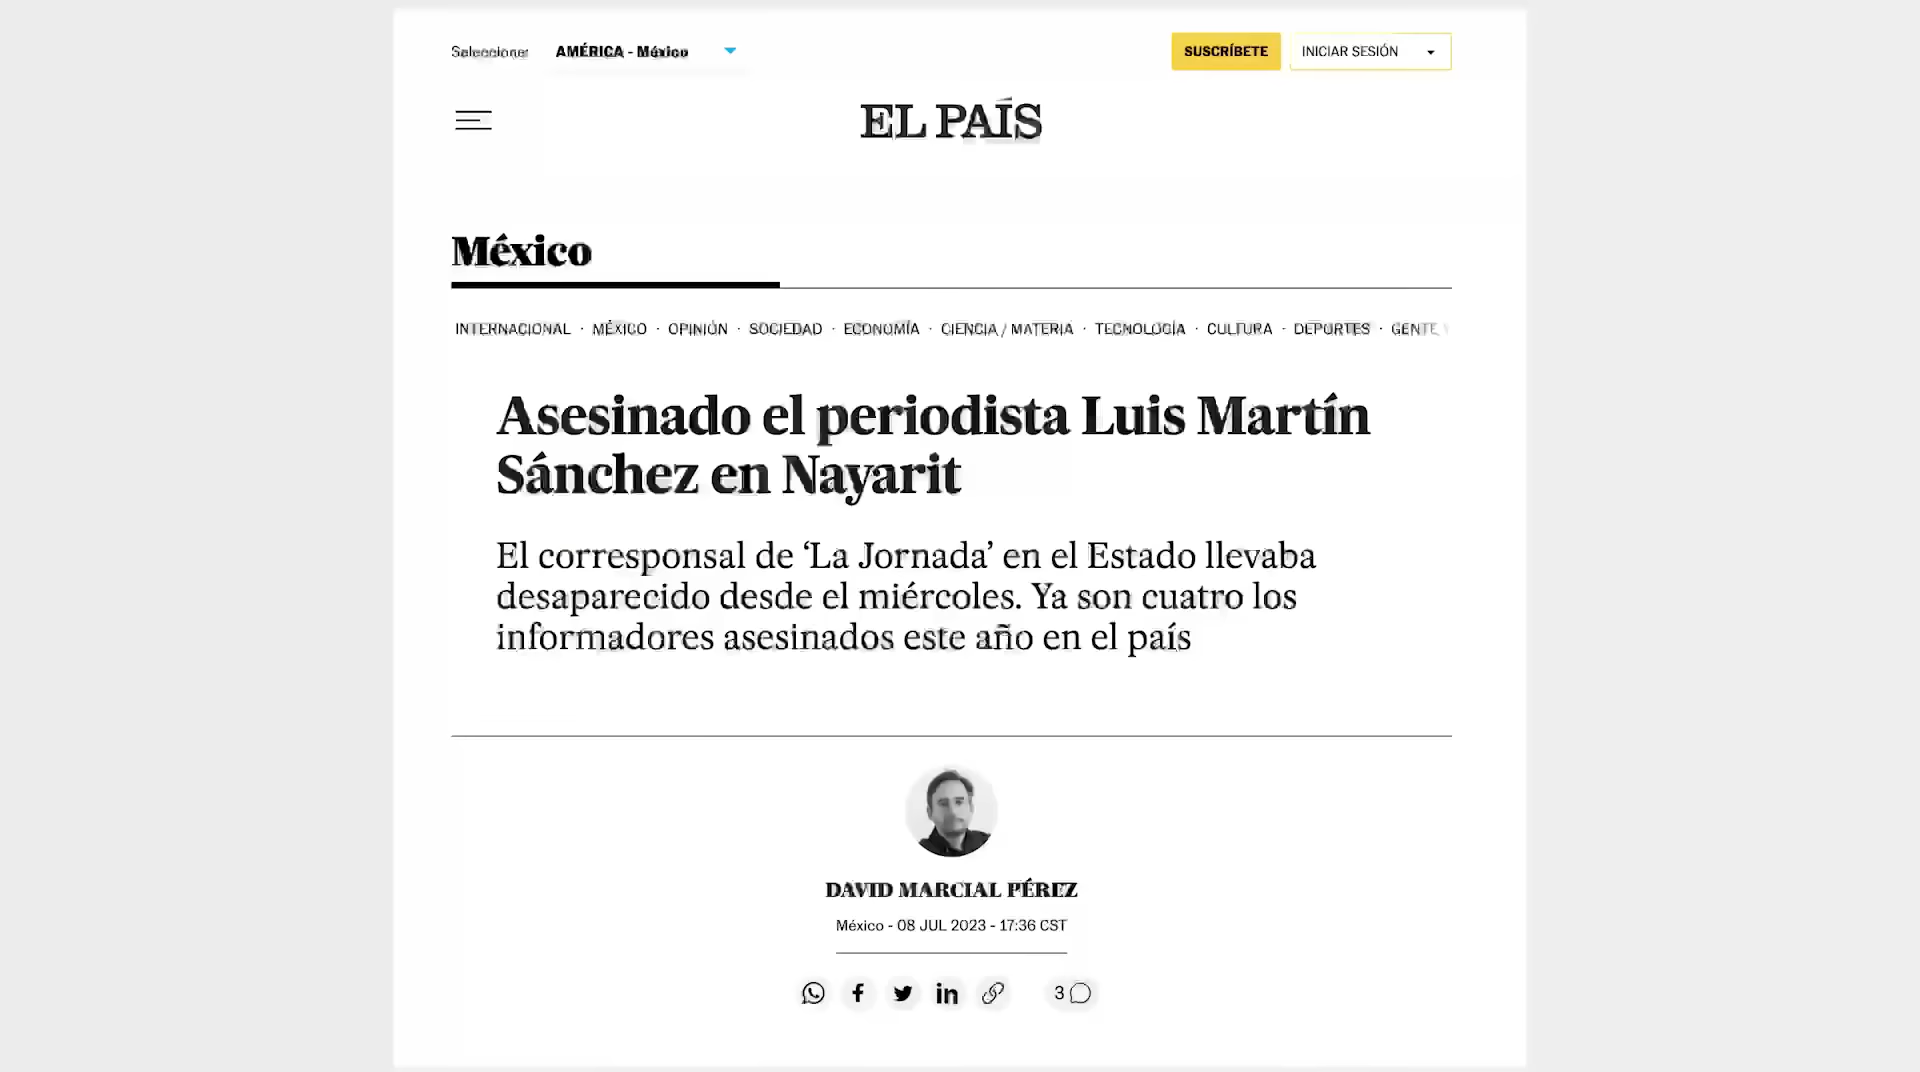 Seleccione:
AMÉRICA - México
SUSCRÍBETE
INICIAR SESIÓN
EL PAÍS
México
INTERNACIONAL · MÉXICO · OPINIÓN · SOCIEDAD · ECONOMÍA · CIENCIA / MATERIA · TECNOLOGÍA · CULTURA · DEPORTES · GENTE
Asesinado el periodista Luis Martín
Sánchez en Nayarit
El corresponsal de ‘La Jornada’ en el Estado llevaba
desaparecido desde el miércoles. Ya son cuatro los
informadores asesinados este año en el país
DAVID MARCIAL PÉREZ
México - 08 JUL 2023 - 17:36 CST
3